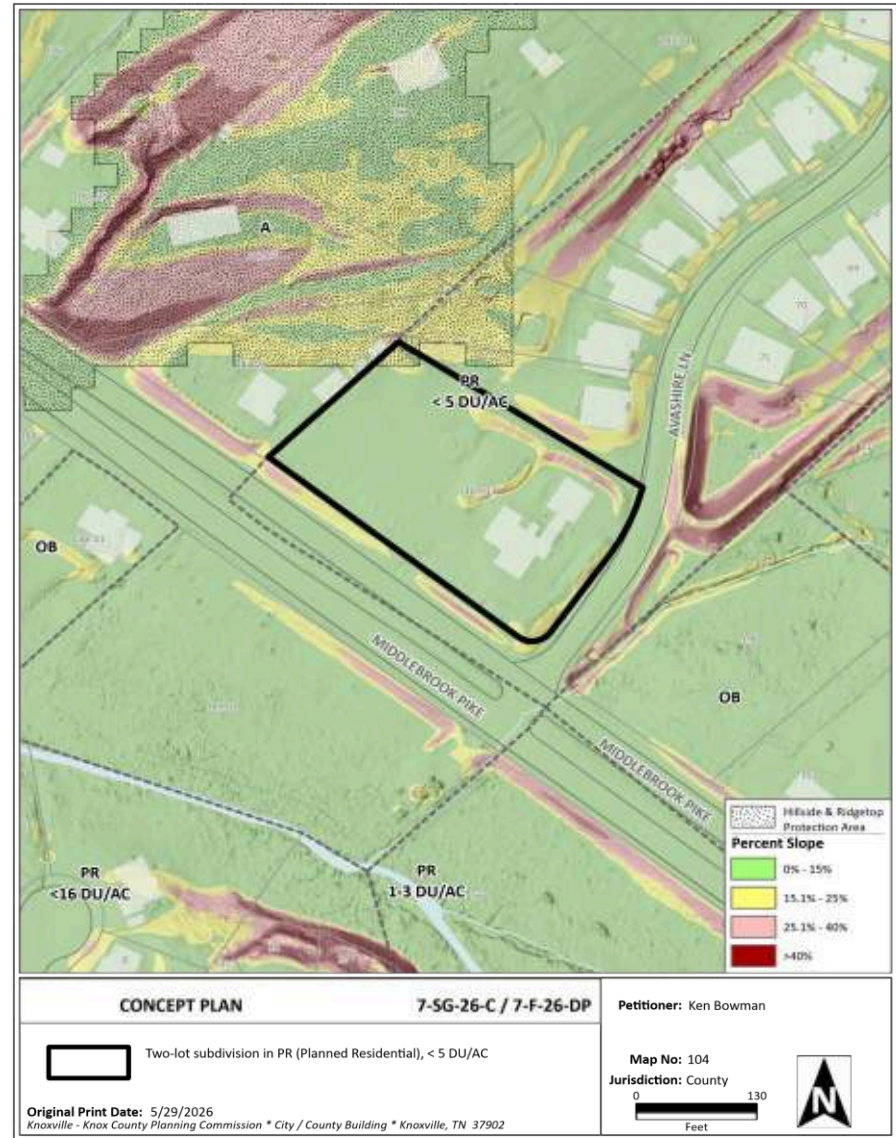 A
PR
< 5 DU/AC
AVASHIRE LN
70
OB
MIDDLEBROOK PIKE
OB
MIDDLEBROOK PIKE
2
PR
<16 DU/AC
PR
1-3 DU/AC
Hillside & Ridgetop
Protection Area
Percent Slope
0% - 15%
15.1% - 25%
25.1% - 40%
>40%
CONCEPT PLAN
7-SG-26-C / 7-F-26-DP
Two-lot subdivision in PR (Planned Residential), < 5 DU/AC
Original Print Date: 5/29/2026
Knoxville - Knox County Planning Commission * City / County Building * Knoxville, TN 37902
Petitioner: Ken Bowman
Map No: 104
Jurisdiction: County
0 130
Feet
N